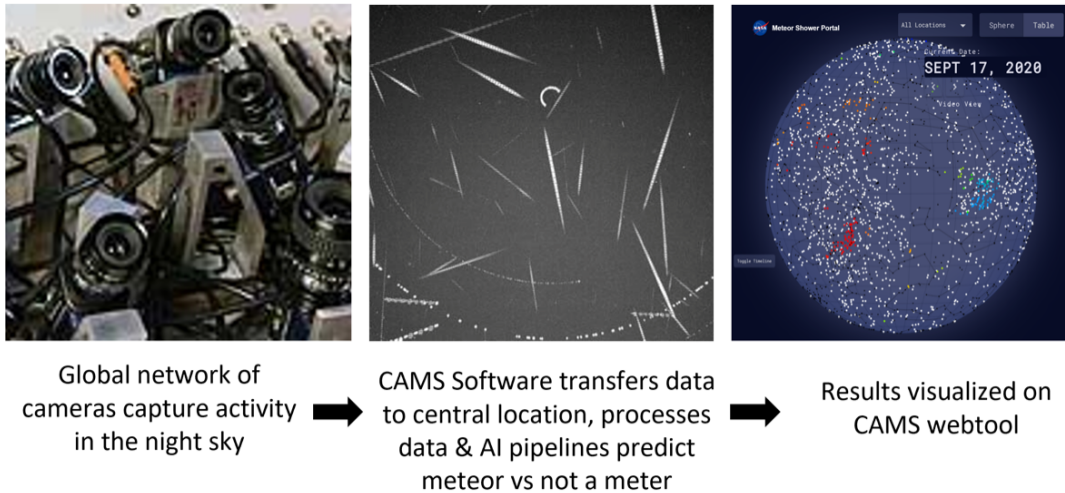 NASA
Meteor Shower Portal
All Locations
Sphere
Table
Current Date:
SEPT 17, 2020
Toggle Timeline
Global network of
cameras capture activity
in the night sky
CAMS Software transfers data
to central location, processes
data & AI pipelines predict
meteor vs not a meter
Results visualized on
CAMS webtool